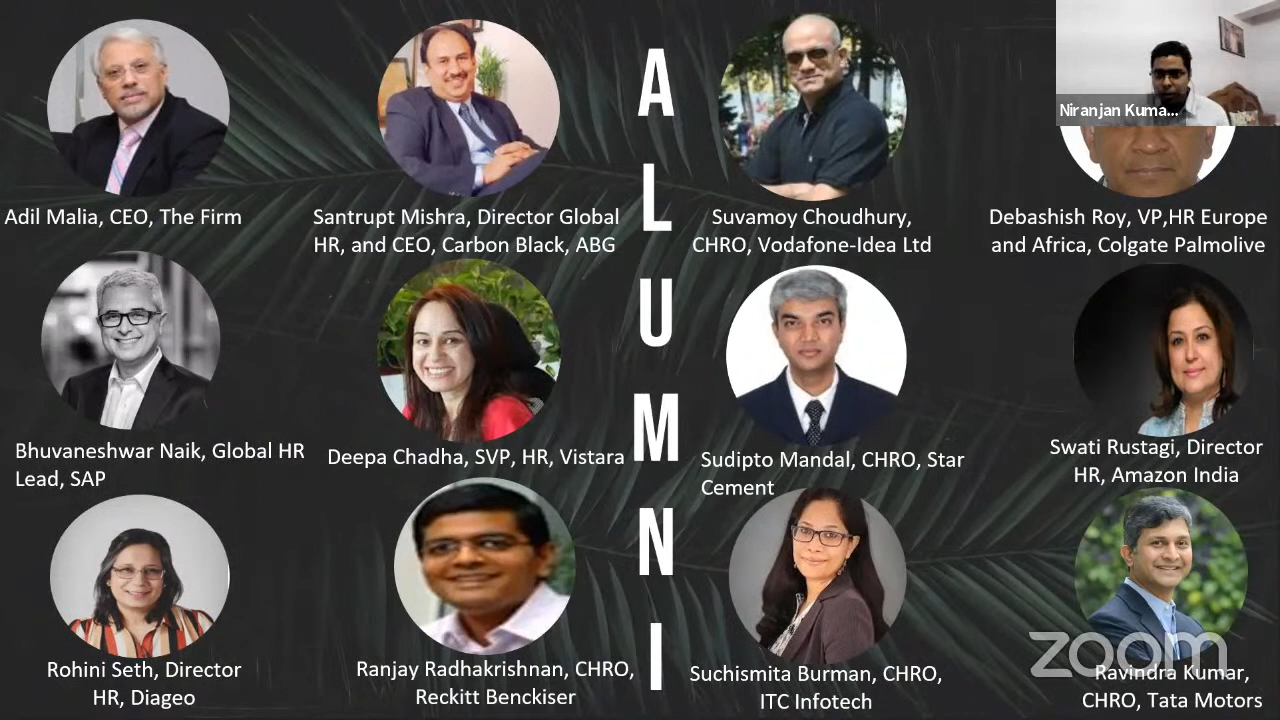 Niranjan Kuma...
ALUMNI
Adil Malia, CEO, The Firm
Santrupt Mishra, Director Global
HR, and CEO, Carbon Black, ABG
Suvamoy Choudhury,
CHRO, Vodafone-Idea Ltd
Debashish Roy, VP,HR Europe
and Africa, Colgate Palmolive
Bhuvaneshwar Naik, Global HR
Lead, SAP
Deepa Chadha, SVP, HR, Vistara
Sudipto Mandal, CHRO, Star
Cement
Swati Rustagi, Director
HR, Amazon India
Rohini Seth, Director
HR, Diageo
Ranjay Radhakrishnan, CHRO,
Reckitt Benckiser
Suchismita Burman, CHRO,
ITC Infotech
Ravindra Kumar,
CHRO, Tata Motors
zoom